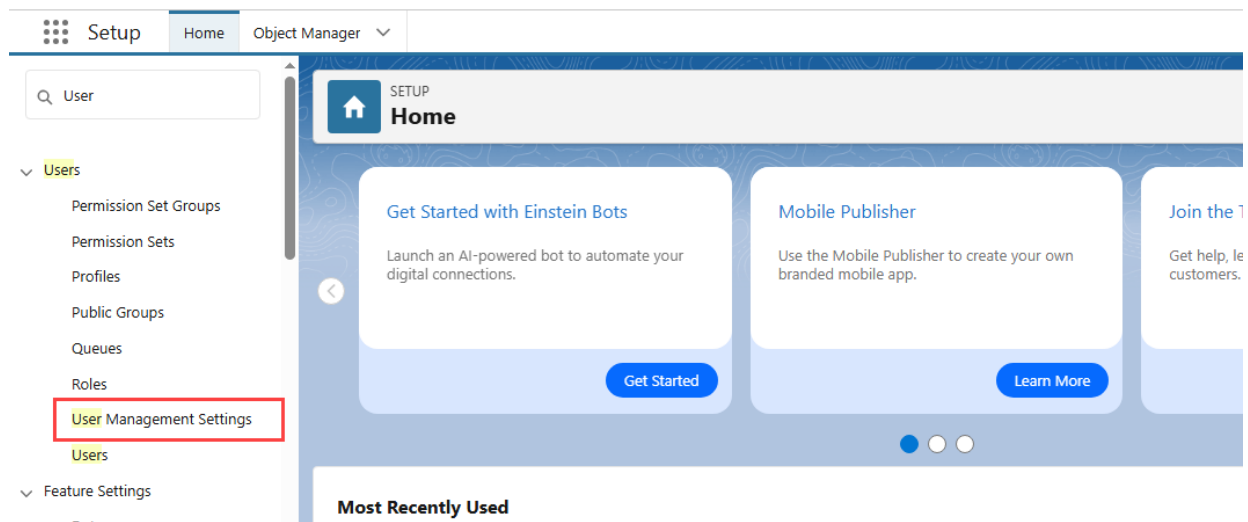 Setup
Home
Object Manager
User
SETUP
Home
Users
Permission Set Groups
Permission Sets
Profiles
Public Groups
Queues
Roles
User Management Settings
Users
Feature Settings
Get Started with Einstein Bots
Launch an AI-powered bot to automate your
digital connections.
Get Started
Mobile Publisher
Use the Mobile Publisher to create your own
branded mobile app.
Learn More
Join the
Get help, le
customers.
Most Recently Used